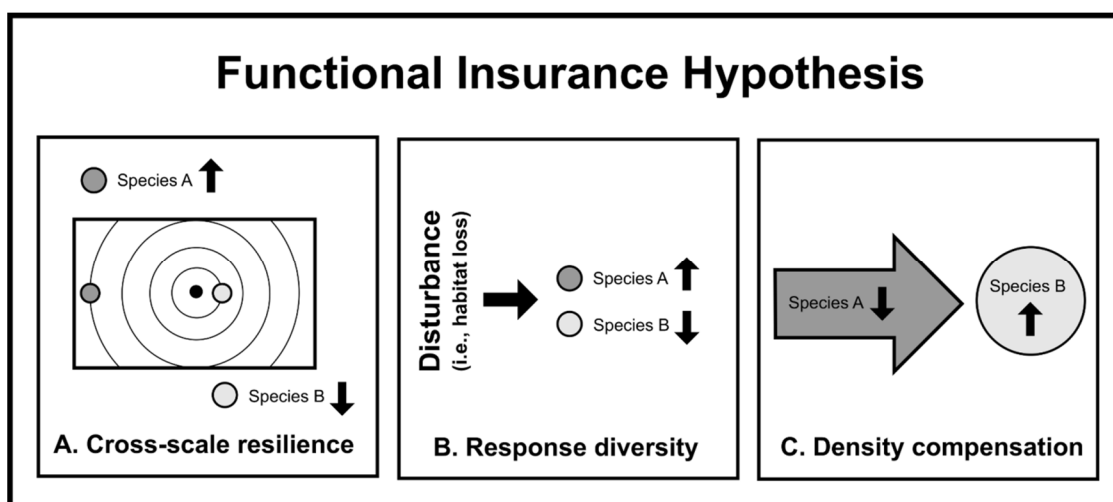 Functional Insurance Hypothesis
Species A
Species B
A. Cross-scale resilience
Disturbance
(i.e., habitat loss)
Species A
Species B
B. Response diversity
Species A
Species B
C. Density compensation